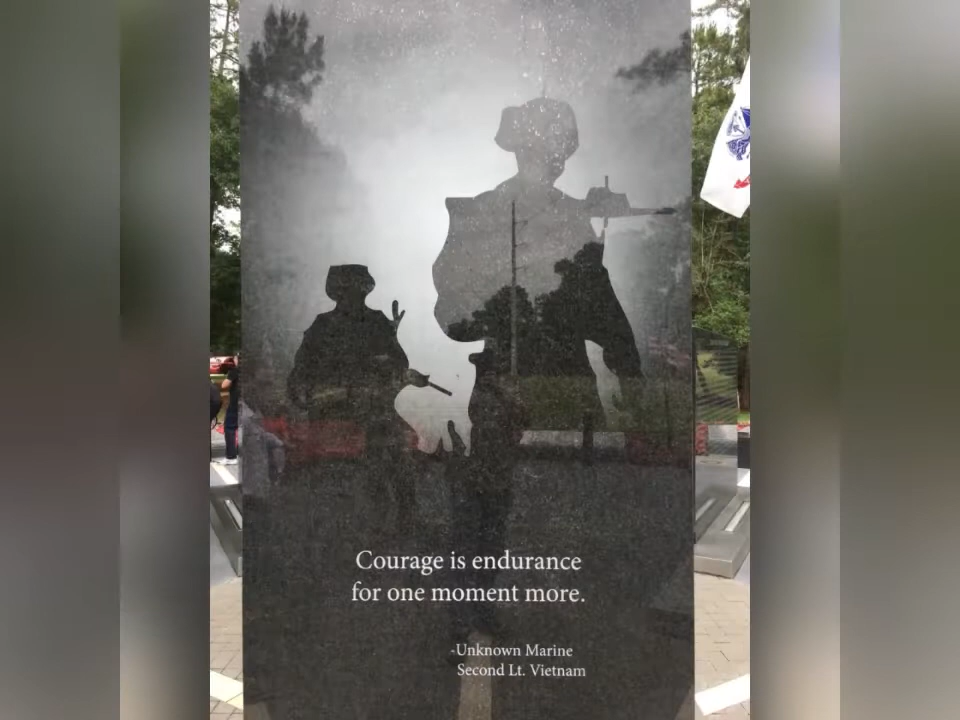 Courage is endurance
for one moment more.
-Unknown Marine
Second Lt. Vietnam